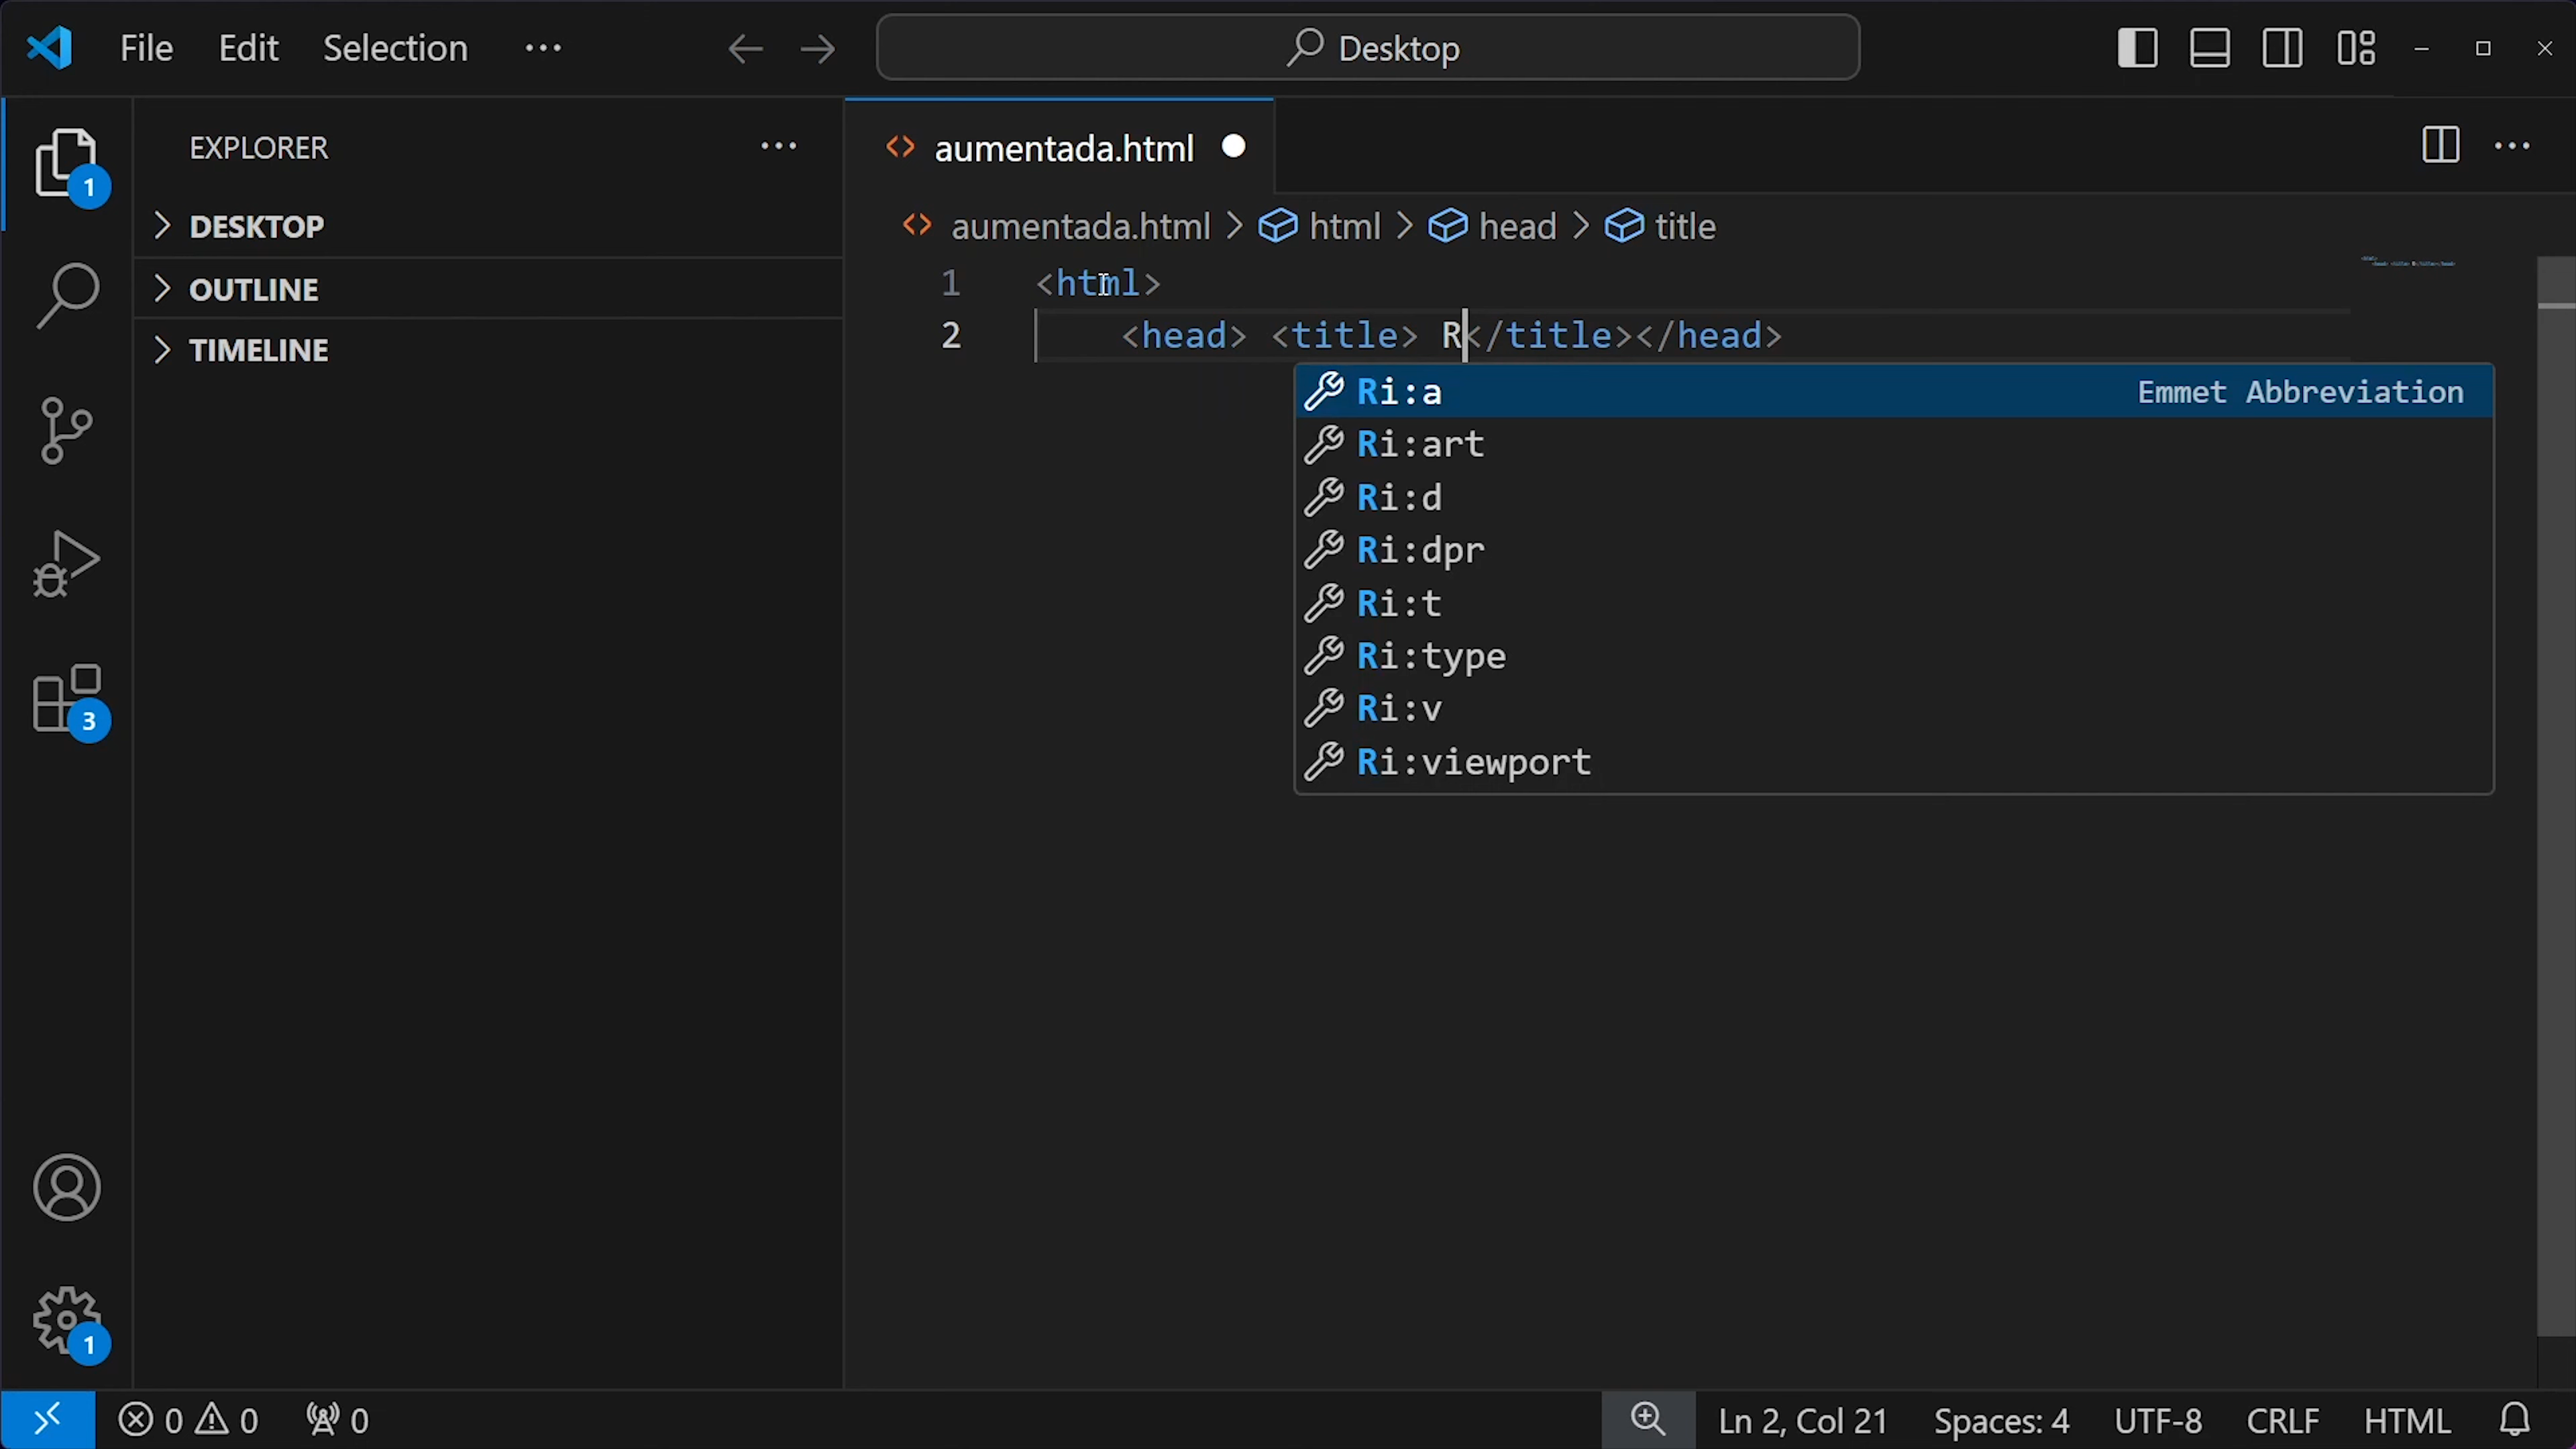 File Edit Selection ··· Desktop
EXPLORER ···
1
DESKTOP
OUTLINE
TIMELINE
3
1
aumentada.html
aumentada.html > html > head > title
1 <html>
2 <head> <title> R</title></head>
Ri:a Emmet Abbreviation
Ri:art
Ri:d
Ri:dpr
Ri:t
Ri:type
Ri:v
Ri:viewport
0 0 0 Ln 2, Col 21 Spaces: 4 UTF-8 CRLF HTML